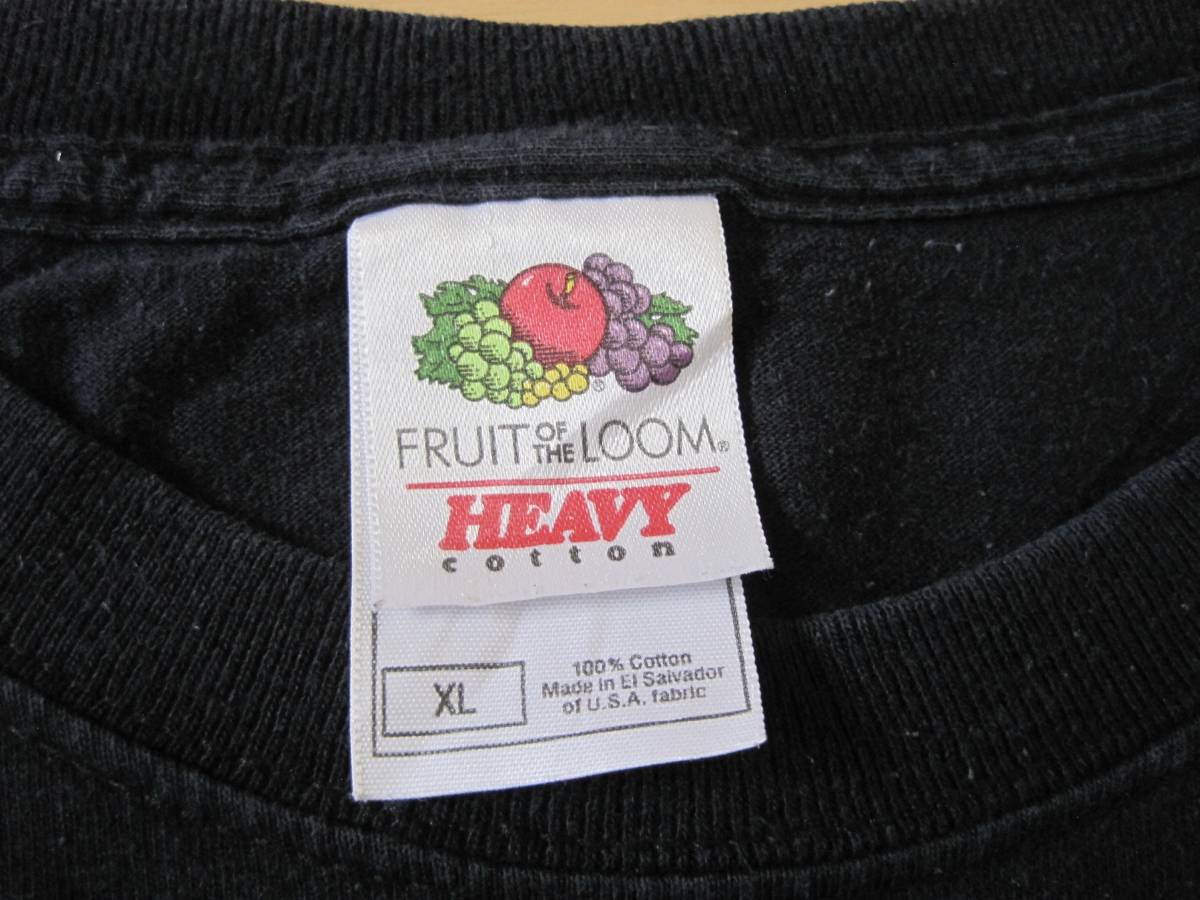 ®
FRUIT OF THE LOOM®
HEAVY
cotton
XL
100% Cotton
Made in El Salvador
of U.S.A. fabric